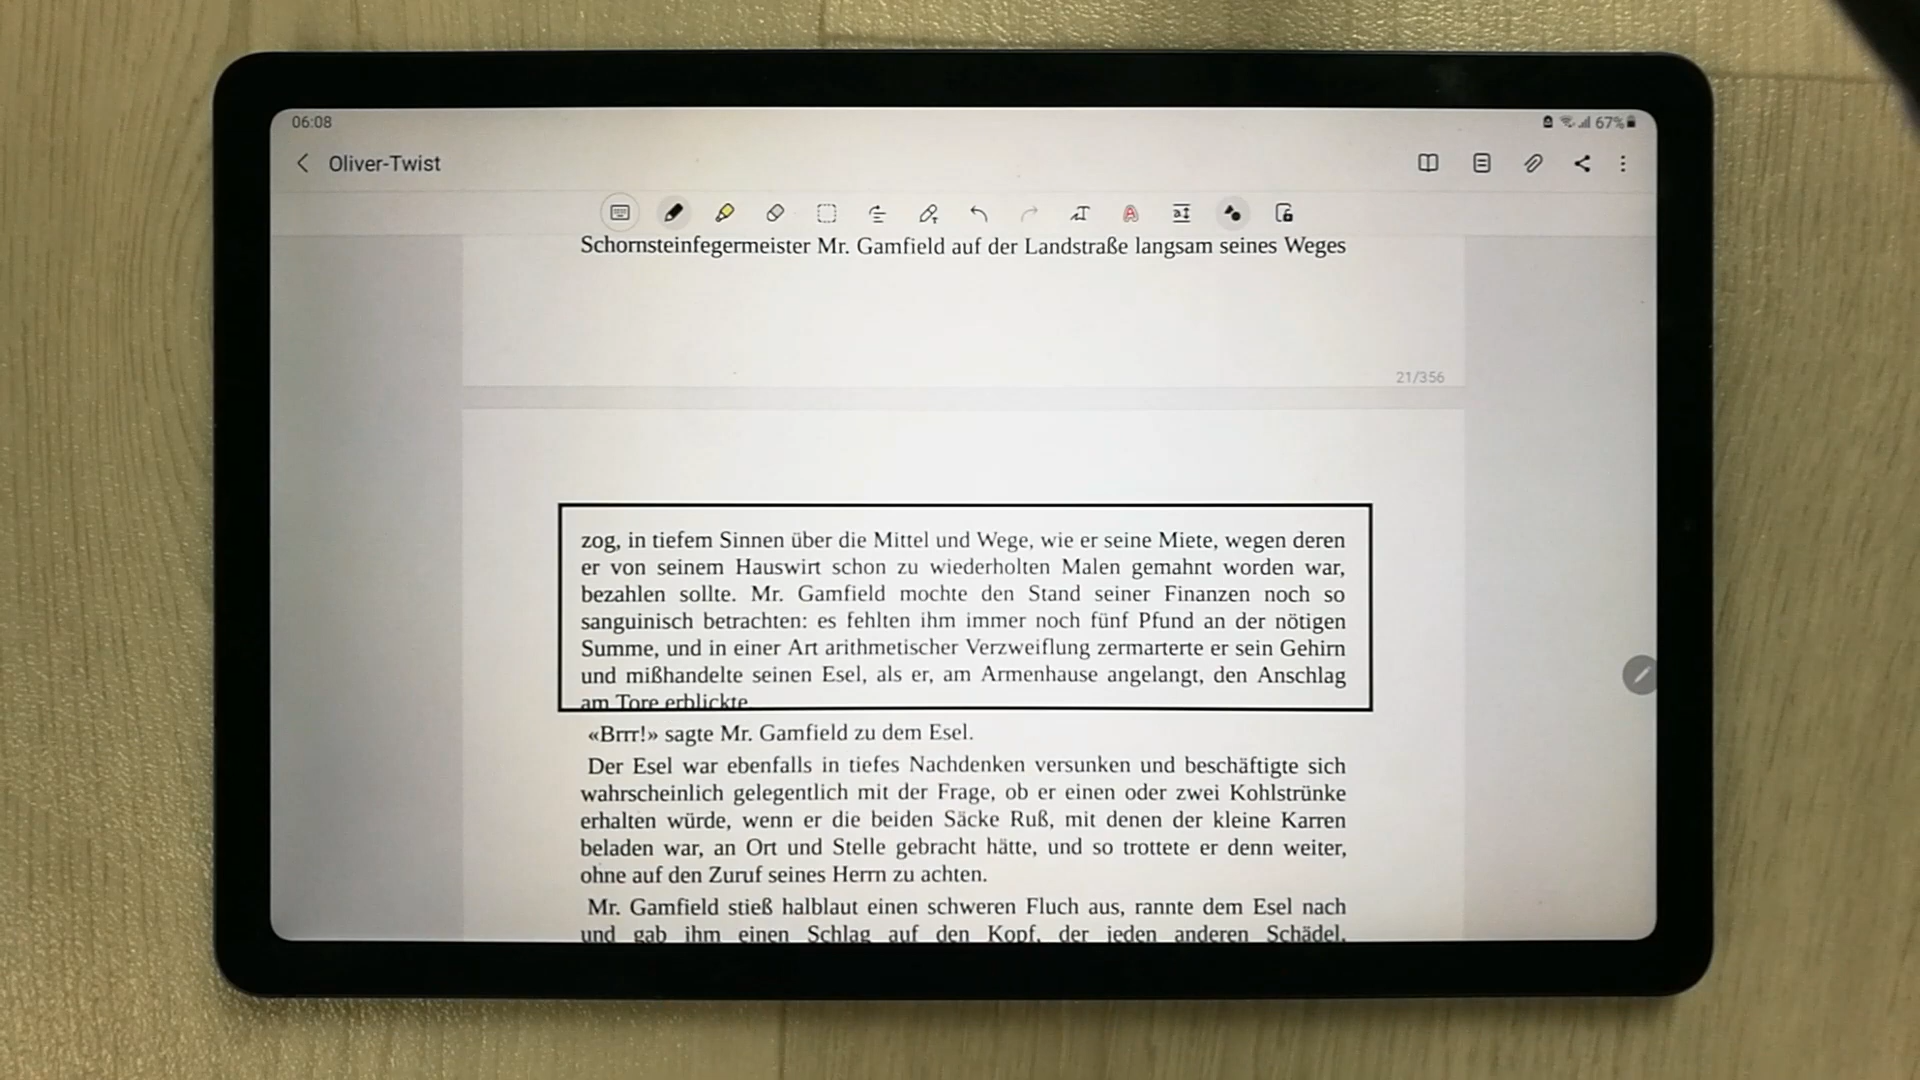 06:08
67%
Oliver-Twist
Schornsteinfegermeister Mr. Gamfield auf der Landstraße langsam seines Weges
21/356
zog, in tiefem Sinnen über die Mittel und Wege, wie er seine Miete, wegen deren
er von seinem Hauswirt schon zu wiederholten Malen gemahnt worden war,
bezahlen sollte. Mr. Gamfield mochte den Stand seiner Finanzen noch so
sanguinisch betrachten: es fehlten ihm immer noch fünf Pfund an der nötigen
Summe, und in einer Art arithmetischer Verzweiflung zermarterte er sein Gehirn
und mißhandelte seinen Esel, als er, am Armenhause angelangt, den Anschlag
am Tore erblickte
«Brrr!» sagte Mr. Gamfield zu dem Esel.
Der Esel war ebenfalls in tiefes Nachdenken versunken und beschäftigte sich
wahrscheinlich gelegentlich mit der Frage, ob er einen oder zwei Kohlstrünke
erhalten würde, wenn er die beiden Säcke Ruß, mit denen der kleine Karren
beladen war, an Ort und Stelle gebracht hätte, und so trottete er denn weiter,
ohne auf den Zuruf seines Herrn zu achten.
Mr. Gamfield stieß halblaut einen schweren Fluch aus, rannte dem Esel nach
und gab ihm einen Schlag auf den Kopf, der jeden anderen Schädel,